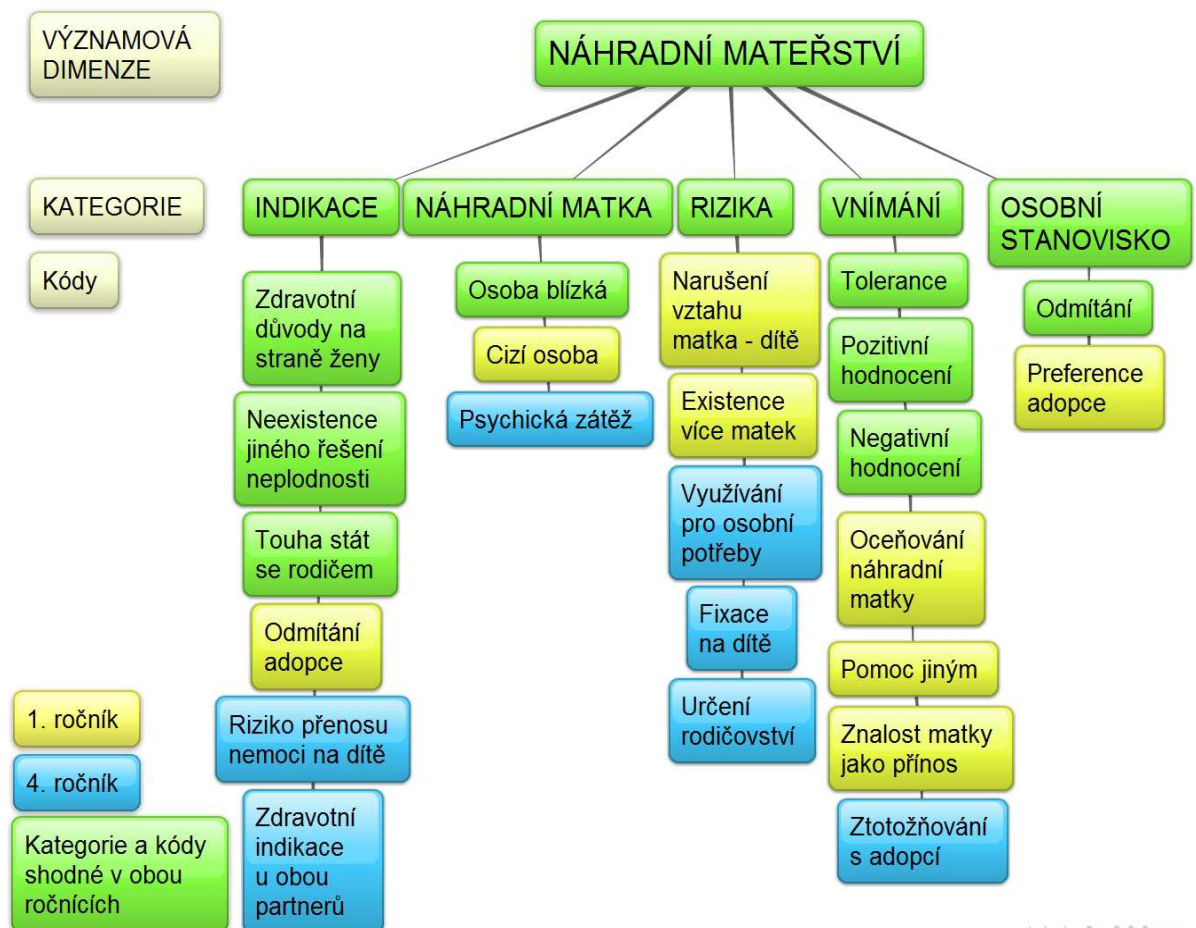 VÝZNAMOVÁ
DIMENZE
NÁHRADNÍ MATEŘSTVÍ
KATEGORIE
INDIKACE
NÁHRADNÍ MATKA
RIZIKA
VNÍMÁNÍ
OSOBNÍ
STANOVISKO
Kódy
Zdravotní
důvody na
straně ženy
Neexistence
jiného řešení
neplodnosti
Touha stát
se rodičem
Odmítání
adopce
Riziko přenosu
nemoci na dítě
Zdravotní
indikace
u obou
partnerů
Osoba blízká
Cizí osoba
Psychická zátěž
Narušení
vztahu
matka - dítě
Existence
více matek
Využívání
pro osobní
potřeby
Fixace
na dítě
Určení
rodičovství
Tolerance
Pozitivní
hodnocení
Negativní
hodnocení
Oceňování
náhradní
matky
Pomoc jiným
Znalost matky
jako přínos
Ztotožňování
s adopcí
Odmítání
Preference
adopce
1. ročník
4. ročník
Kategorie a kódy
shodné v obou
ročnících